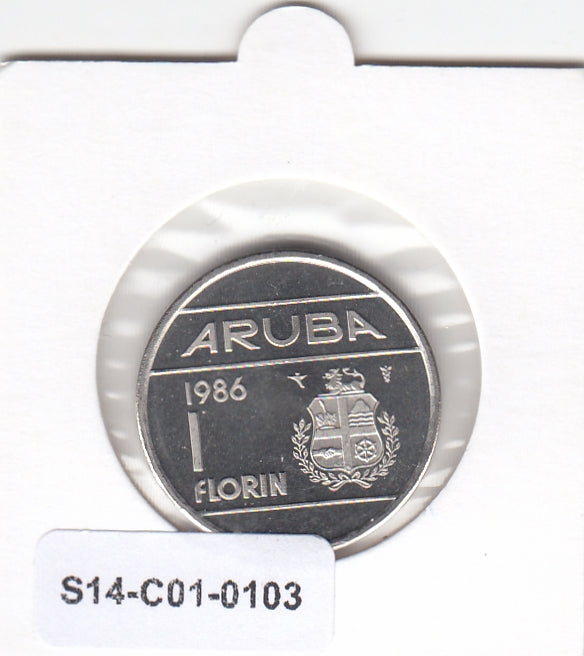 ARUBA
1986
1
FLORIN
S14-C01-0103